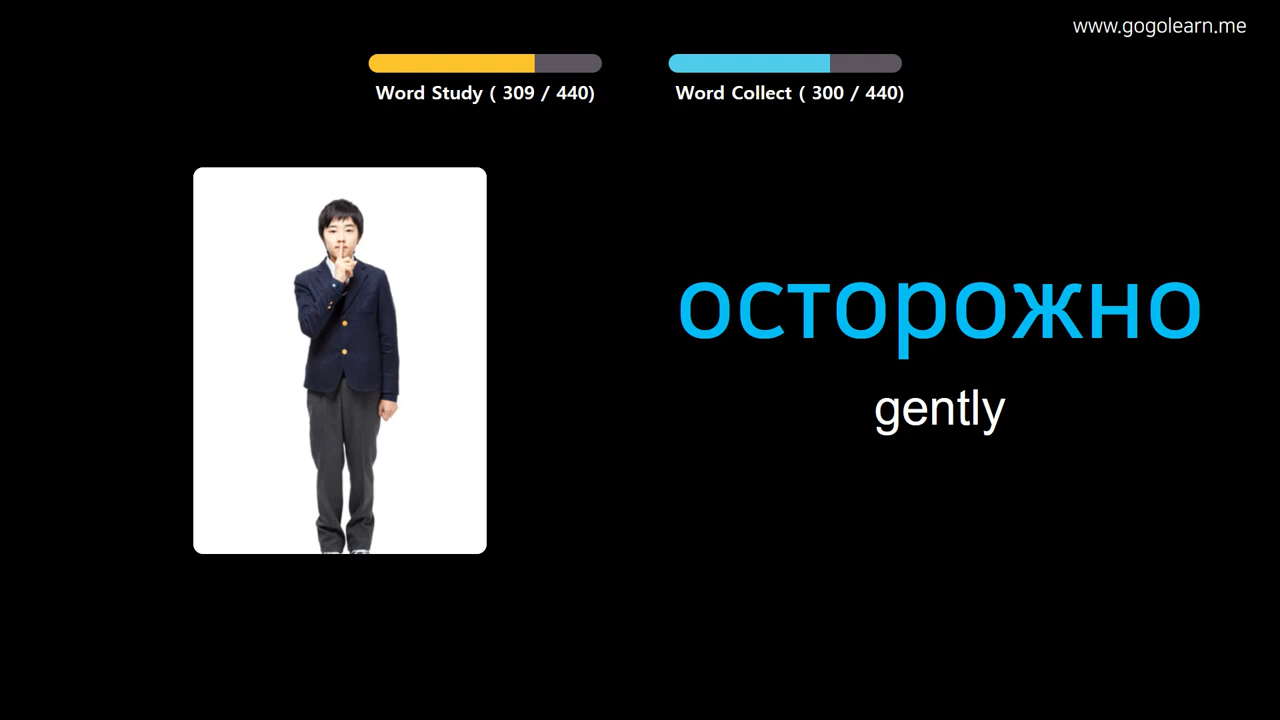 www.gogolearn.me
Word Study ( 309 / 440)
Word Collect ( 300 / 440)
осторожно
gently